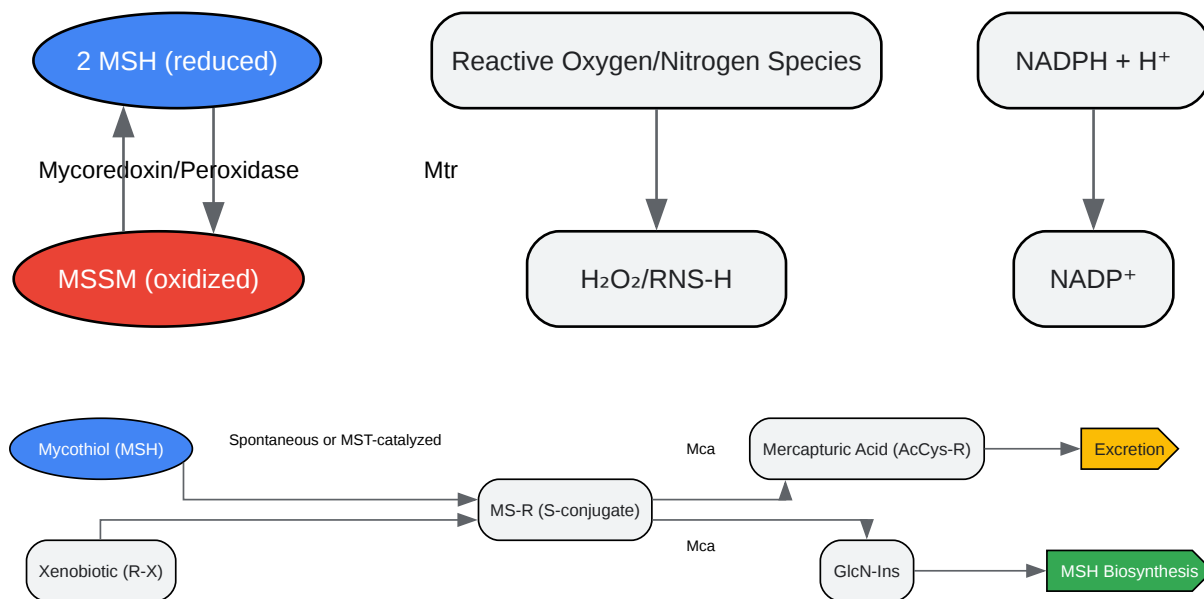 2 MSH (reduced)
Reactive Oxygen/Nitrogen Species
NADPH + H⁺
Mycoredoxin/Peroxidase
Mtr
MSSM (oxidized)
H₂O₂/RNS-H
NADP⁺
Mycothiol (MSH)
Spontaneous or MST-catalyzed
Mca
Mercapturic Acid (AcCys-R)
Excretion
MS-R (S-conjugate)
Mca
Xenobiotic (R-X)
GlcN-Ins
MSH Biosynthesis